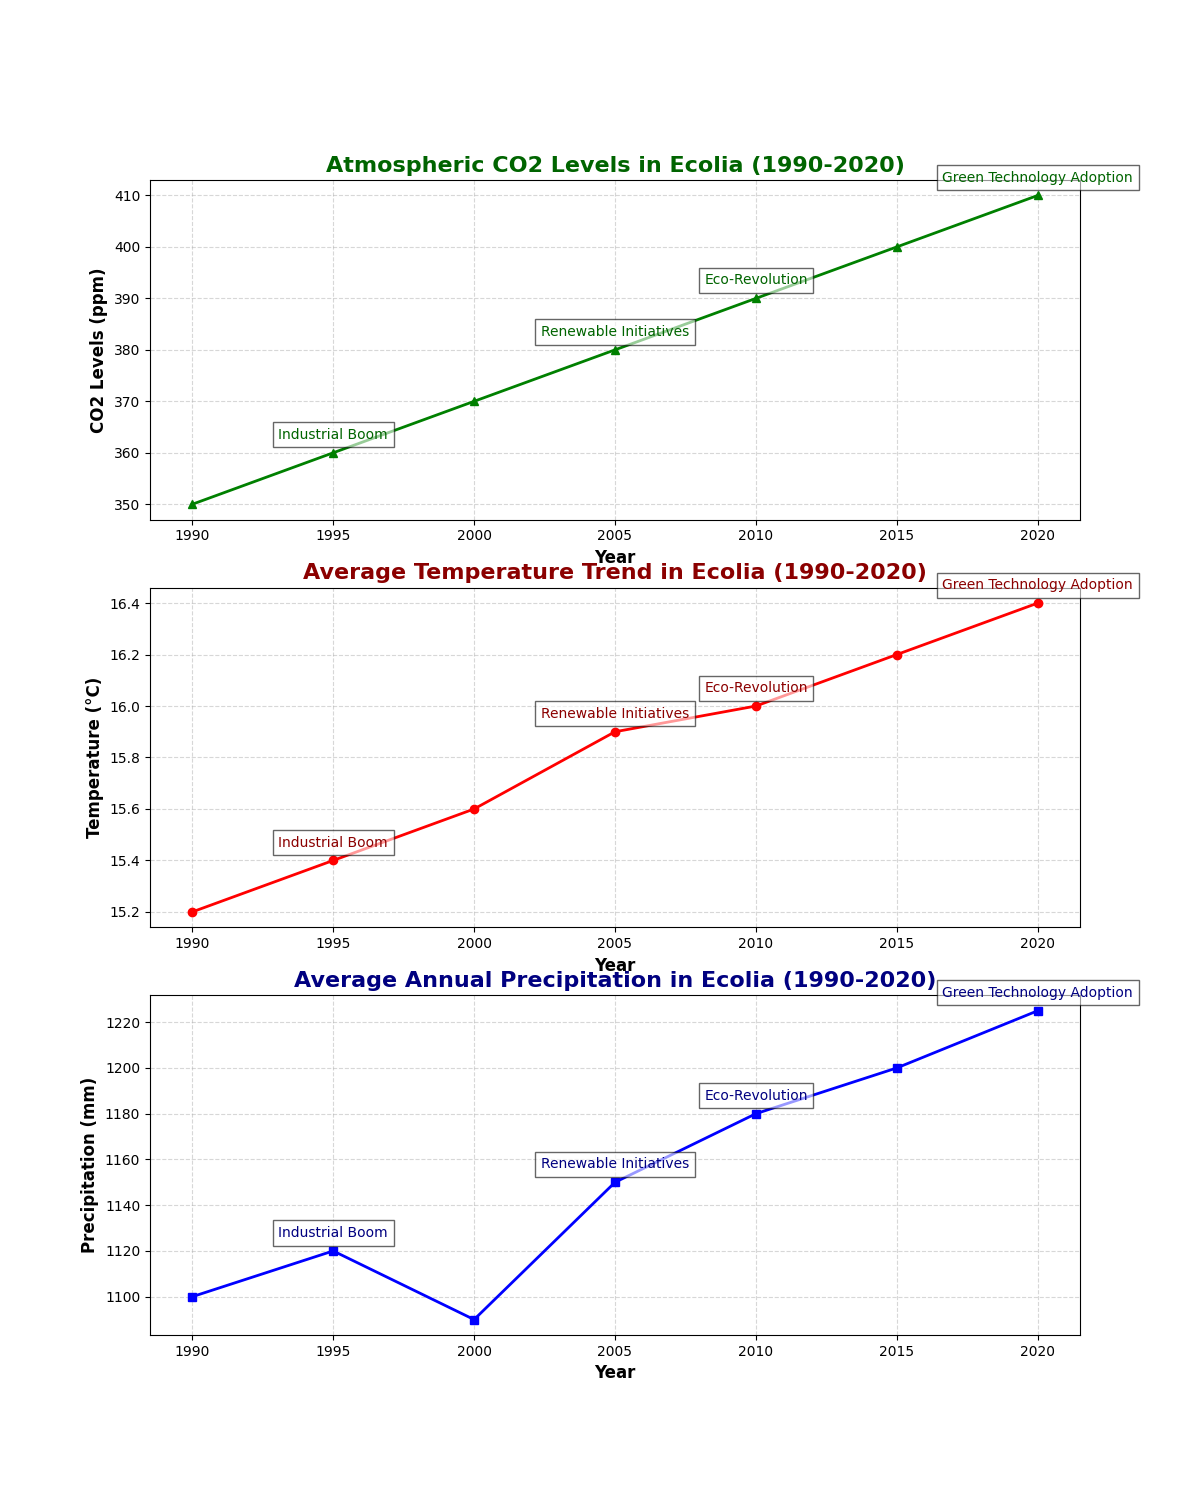 Atmospheric CO2 Levels in Ecolia (1990-2020)
Green Technology Adoption
410
400
Eco-Revolution
390
Renewable Initiatives
380
370
Industrial Boom
360
350
CO2 Levels (ppm)
1990 1995 2000 2005 2010 2015 2020
Year
Average Temperature Trend in Ecolia (1990-2020)
Green Technology Adoption
16.4
16.2
Eco-Revolution
16.0
Renewable Initiatives
15.8
15.6
Industrial Boom
15.4
15.2
Temperature (°C)
1990 1995 2000 2005 2010 2015 2020
Year
Average Annual Precipitation in Ecolia (1990-2020)
Green Technology Adoption
1220
1200
Eco-Revolution
1180
Renewable Initiatives
1160
1140
Industrial Boom
1120
1100
Precipitation (mm)
1990 1995 2000 2005 2010 2015 2020
Year